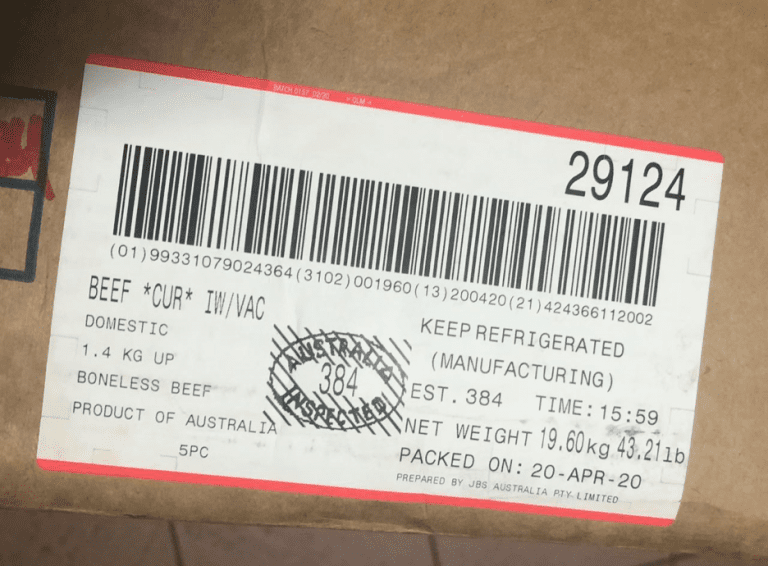 29124
(01)99331079024364(3102)001960(13)200420(21)424366112002
BEEF *CUR* IW/VAC
DOMESTIC
1.4 KG UP
BONELESS BEEF
PRODUCT OF AUSTRALIA
5PC
AUSTRALIA
384
INSPECTED
KEEP REFRIGERATED
(MANUFACTURING)
EST. 384 TIME: 15:59
NET WEIGHT 19.60kg 43.21lb
PACKED ON: 20-APR-20
PREPARED BY JBS AUSTRALIA PTY. LIMITED